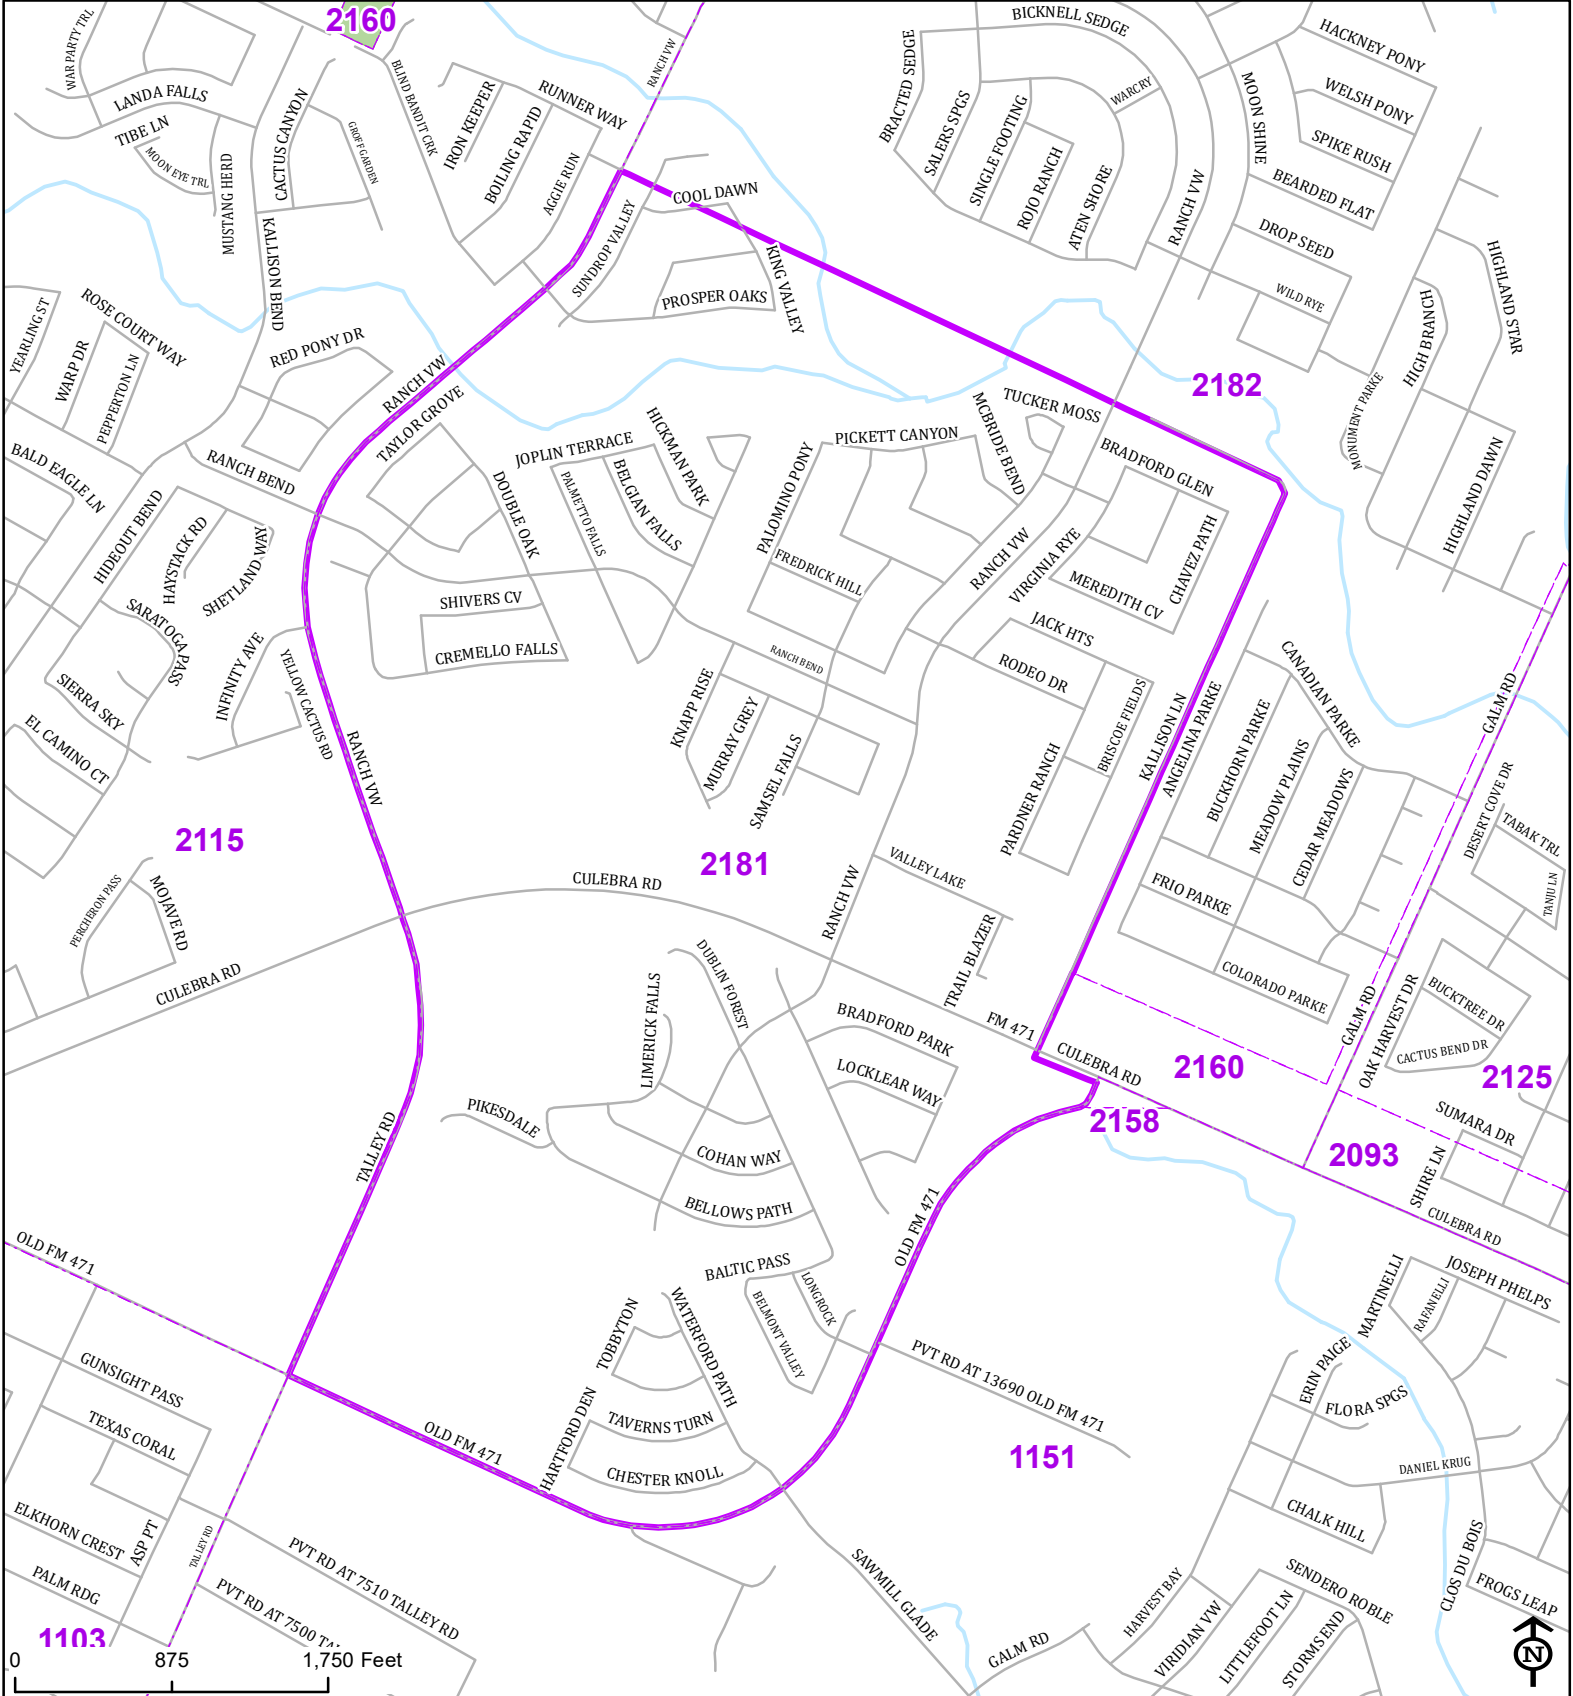 2160
WAR PARTY TRL
RANCH VW
BICKNELL SEDGE
HACKNEY PONY
LANDA FALLS
BLIND BANDIT CRK
IRON KEEPER
RUNNER WAY
BRACTED SEDGE
WARCRY
MOON SHINE
WELSH PONY
TIBE LN
CACTUS CANYON
GROFF GARDEN
BOILING RAPID
SALERS SPGS
SINGLE FOOTING
SPIKE RUSH
MOON EYE TRL
MUSTANG HERD
AGGIE RUN
COOL DAWN
ROJO RANCH
ATEN SHORE
RANCH VW
BEARDED FLAT
KALLISON BEND
SUNDROP VALLEY
KING VALLEY
DROP SEED
HIGHLAND STAR
PROSPER OAKS
WILD RYE
YEARLING ST
ROSE COURT WAY
WARP DR
PEPPERTON LN
RED PONY DR
RANCH VW
TAYLOR GROVE
HIGH BRANCH
MONUMENT PARKE
2182
TUCKER MOSS
MCBRIDE BEND
HICKMAN PARK
PICKETT CANYON
JOPLIN TERRACE
BRADFORD GLEN
BALD EAGLE LN
RANCH BEND
HIDEOUT BEND
DOUBLE OAK
PALMETTO FALLS
BELGIAN FALLS
PALOMINO PONY
HIGHLAND DAWN
HAYSTACK RD
SHETLAND WAY
FREDRICK HILL
RANCH VW
VIRGINIA RYE
CHAVEZ PATH
MEREDITH CV
SARATOGA PASS
SHIVERS CV
CREMELLO FALLS
JACK HTS
RODEO DR
RANCH BEND
CANADIAN PARKE
GALM RD
SIERRA SKY
INFINITY AVE
YELLOW CACTUS RD
KNAPP RISE
MURRAY GREY
SAMSEL FALLS
BRISCOE FIELDS
KALLISON LN
ANGELINA PARKE
BUCKHORN PARKE
MEADOW PLAINS
CEDAR MEADOWS
EL CAMINO CT
RANCH VW
PARDNER RANCH
DESERT COVE DR
TABAK TRL
2115
2181
VALLEY LAKE
TANJU LN
PERCHERON PASS
MOJAVE RD
CULEBRA RD
RANCH VW
FRIO PARKE
CULEBRA RD
DUBLIN FOREST
LIMERICK FALLS
TRAIL BLAZER
COLORADO PARKE
BUCKTREE DR
BRADFORD PARK
FM 471
GALM RD
OAK HARVEST DR
CACTUS BEND DR
LOCKLEAR WAY
CULEBRA RD
2160
2125
PIKESDALE
TALLEY RD
2158
SUMARA DR
COHAN WAY
2093
SHIRE LN
BELLOWS PATH
OLD FM 471
CULEBRA RD
OLD FM 471
BALTIC PASS
LONGROCK
BELMONT VALLEY
MARTINELLI
RAFANELLI
JOSEPH PHELPS
TOBBYTON
WATERFORD PATH
PVT RD AT 13690 OLD FM 471
GUNSIGHT PASS
ERIN PAIGE
FLORA SPGS
TEXAS CORAL
OLD FM 471
HARTFORD DEN
TAVERNS TURN
CHESTER KNOLL
1151
DANIEL KRUG
CHALK HILL
ELKHORN CREST
ASP PT
TALLEY RD
PVT RD AT 7510 TALLEY RD
SAWMILL GLADE
CLOS DU BOIS
PALM RDG
PVT RD AT 7500 TAL
HARVEST BAY
SENDERO ROBLE
FROGS LEAP
1103
GALM RD
VIRIDIAN VW
LITTLEFOOT LN
STORMS END
0 875 1,750 Feet
N